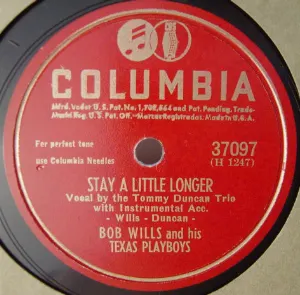 COLUMBIA
Mfrd. under U.S. Pat. No. 1,702,564 and Pat. Pending. Trade-
Marks Reg. U.S. Pat. Off.-Marcas Registradas. Made in U.S.A.
For perfect tone
use Columbia Needles
37097
(H 1247)
STAY A LITTLE LONGER
Vocal by the Tommy Duncan Trio
with Instrumental Acc.
- Wills - Duncan -
BOB WILLS and his
TEXAS PLAYBOYS